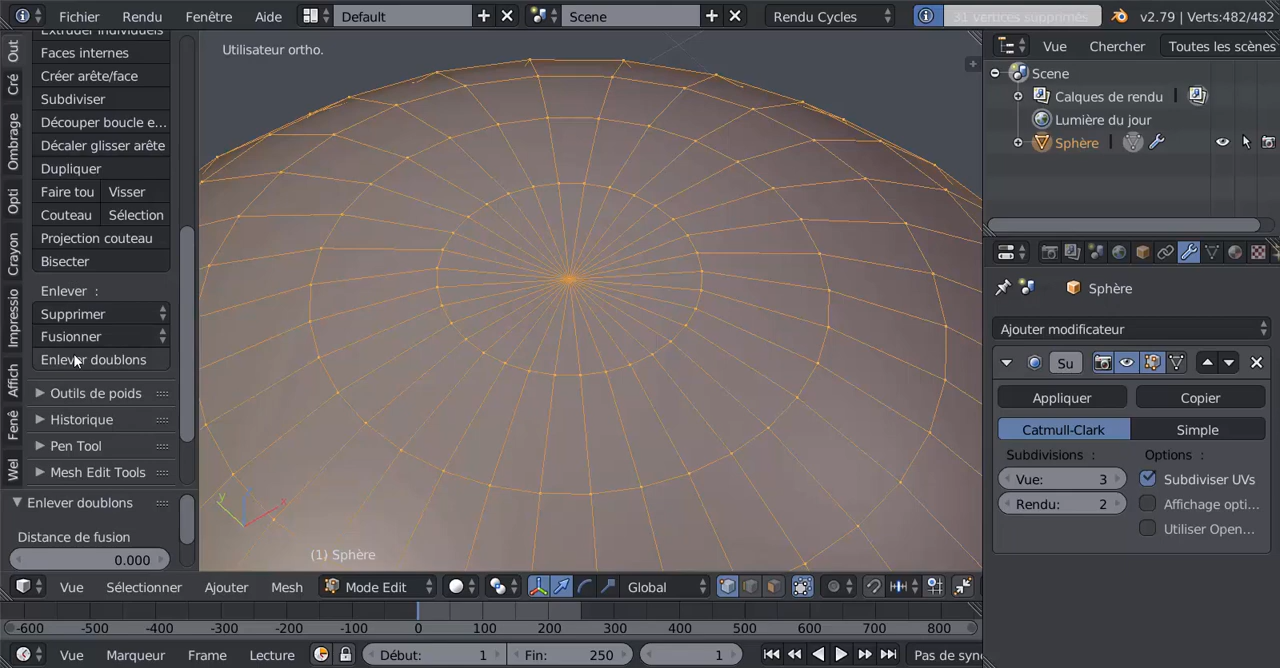 Fichier Rendu Fenêtre Aide Default Scene Rendu Cycles 31 vertices supprimés v2.79 | Verts:482/482
Extruder individuels
Faces internes
Créer arête/face
Subdiviser
Découper boucle e...
Décaler glisser arête
Dupliquer
Faire tou Visser
Couteau Sélection
Projection couteau
Bisecter
Enlever :
Supprimer
Fusionner
Enlever doublons
Outils de poids
Historique
Pen Tool
Mesh Edit Tools
Enlever doublons
Distance de fusion
0.000
Out
Cré
Ombrage
Opti
Crayon
Impressio
Affich
Fenê
Wel
Utilisateur ortho.
y
x
(1) Sphère
Vue Sélectionner Ajouter Mesh Mode Edit Global
-600 -500 -400 -300 -200 -100 0 100 200 300 400 500 600 700 800
Vue Marqueur Frame Lecture Début: 1 Fin: 250 1 Pas de syn
Vue Chercher Toutes les scènes
Scene
Calques de rendu
Lumière du jour
Sphère
Sphère
Ajouter modificateur
Su
Appliquer Copier
Catmull-Clark Simple
Subdivisions : Options :
Vue: 3 Subdiviser UVs
Rendu: 2 Affichage opti...
Utiliser Open...